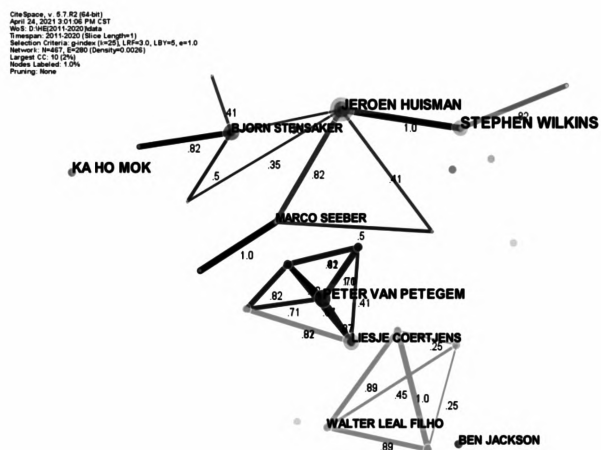 CiteSpace, v. 5.7.R2 (64-bit)
April 24, 2021 3:01:06 PM CST
WoS: D:\HE(2011-2020)\data
Timespan: 2011-2020 (Slice Length=1)
Selection Criteria: g-index (k=25), LRF=3.0, LBY=5, e=1.0
Network: N=467, E=280 (Density=0.0026)
Largest CC: 10 (2%)
Nodes Labeled: 1.0%
Pruning: None
JEROEN HUISMAN
.41
.82
STEPHEN WILKINS
BJORN STENSAKER
1.0
.82
.35
KA HO MOK
.5
.82
.41
MARCO SEEBER
.5
1.0
.82
PETER VAN PETEGEM
.41
.71
.82
LIESJE COERTJENS
.25
.89
.45
1.0
.25
WALTER LEAL FILHO
BEN JACKSON
.89